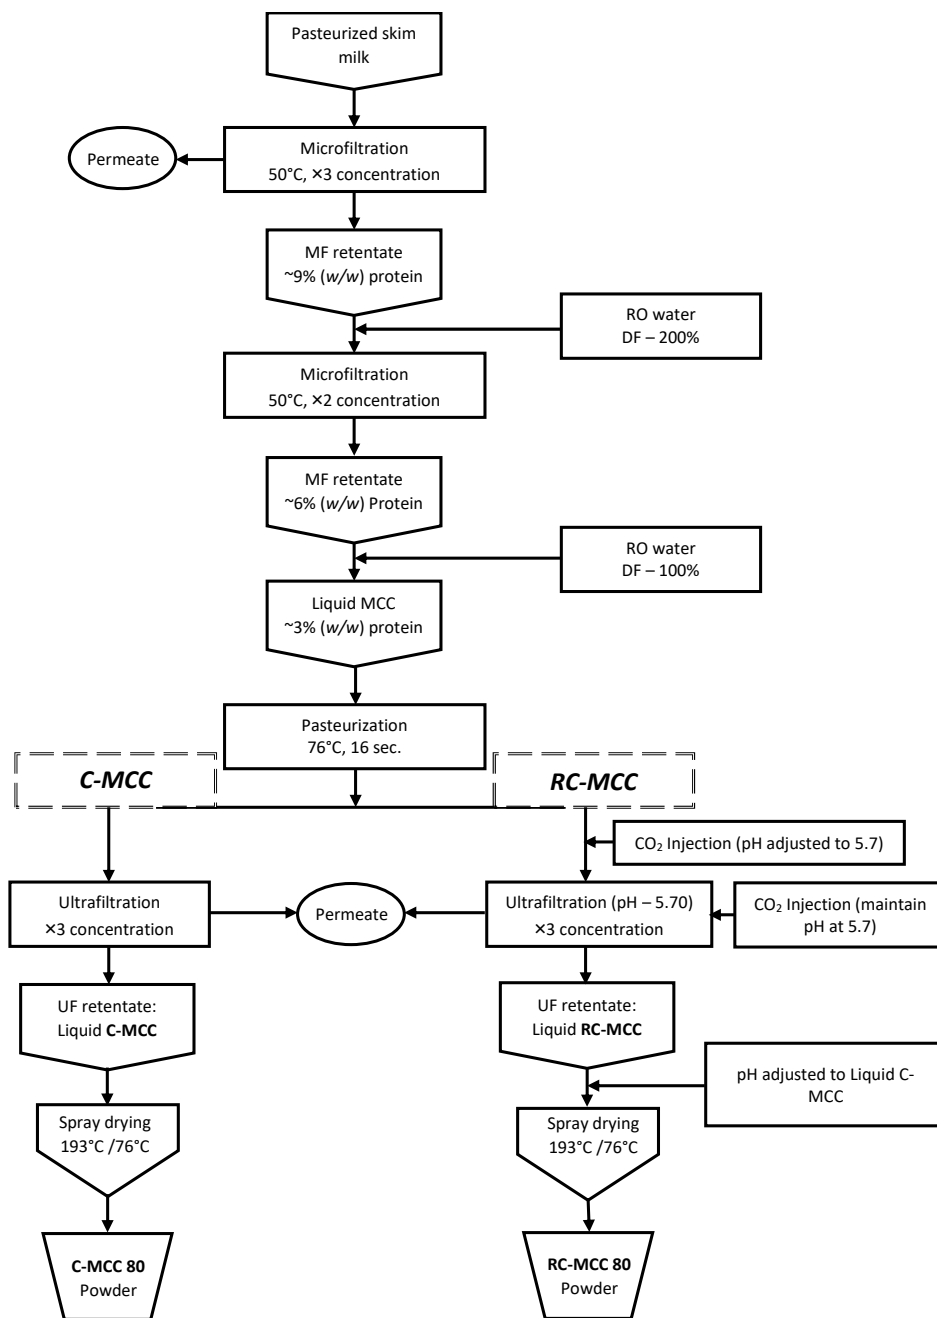 Pasteurized skim
milk
Microfiltration
50°C, ×3 concentration
Permeate
MF retentate
~9% (w/w) protein
RO water
DF – 200%
Microfiltration
50°C, ×2 concentration
MF retentate
~6% (w/w) Protein
RO water
DF – 100%
Liquid MCC
~3% (w/w) protein
Pasteurization
76°C, 16 sec.
C-MCC
RC-MCC
CO₂ Injection (pH adjusted to 5.7)
Ultrafiltration
×3 concentration
Permeate
Ultrafiltration (pH – 5.70)
×3 concentration
CO₂ Injection (maintain
pH at 5.7)
UF retentate:
Liquid C-MCC
UF retentate:
Liquid RC-MCC
pH adjusted to Liquid C-
MCC
Spray drying
193°C /76°C
Spray drying
193°C /76°C
C-MCC 80
Powder
RC-MCC 80
Powder